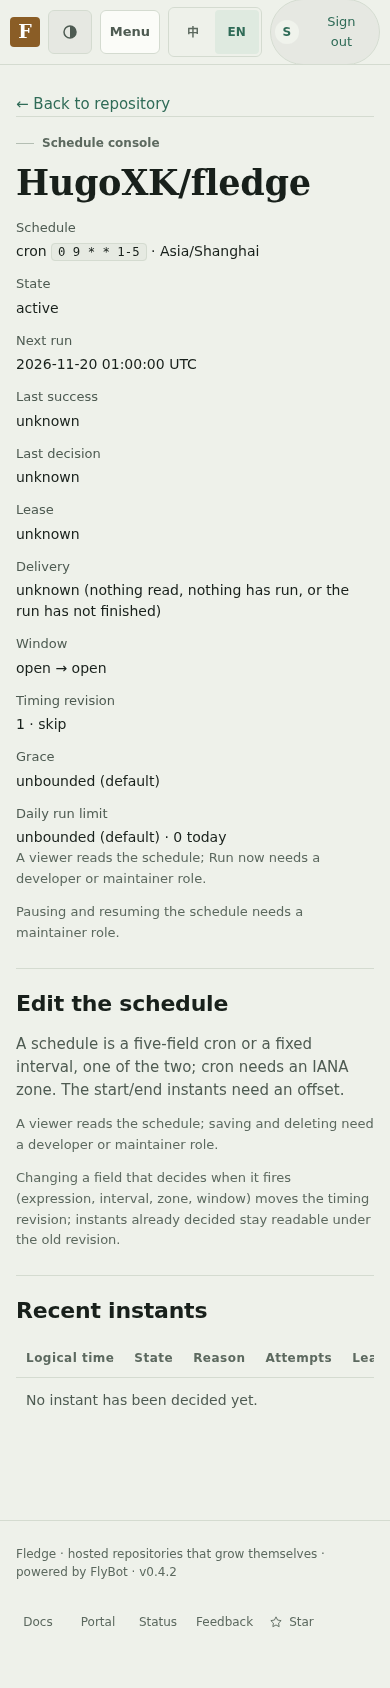 F
Menu
中
EN
S
Sign
out
← Back to repository
Schedule console
HugoXK/fledge
Schedule
cron 0 9 * * 1-5 · Asia/Shanghai
State
active
Next run
2026-11-20 01:00:00 UTC
Last success
unknown
Last decision
unknown
Lease
unknown
Delivery
unknown (nothing read, nothing has run, or the
run has not finished)
Window
open → open
Timing revision
1 · skip
Grace
unbounded (default)
Daily run limit
unbounded (default) · 0 today
A viewer reads the schedule; Run now needs a
developer or maintainer role.
Pausing and resuming the schedule needs a
maintainer role.
Edit the schedule
A schedule is a five-field cron or a fixed
interval, one of the two; cron needs an IANA
zone. The start/end instants need an offset.
A viewer reads the schedule; saving and deleting need
a developer or maintainer role.
Changing a field that decides when it fires
(expression, interval, zone, window) moves the timing
revision; instants already decided stay readable under
the old revision.
Recent instants
Logical time State Reason Attempts
No instant has been decided yet.
Fledge · hosted repositories that grow themselves ·
powered by FlyBot · v0.4.2
Docs Portal Status Feedback Star